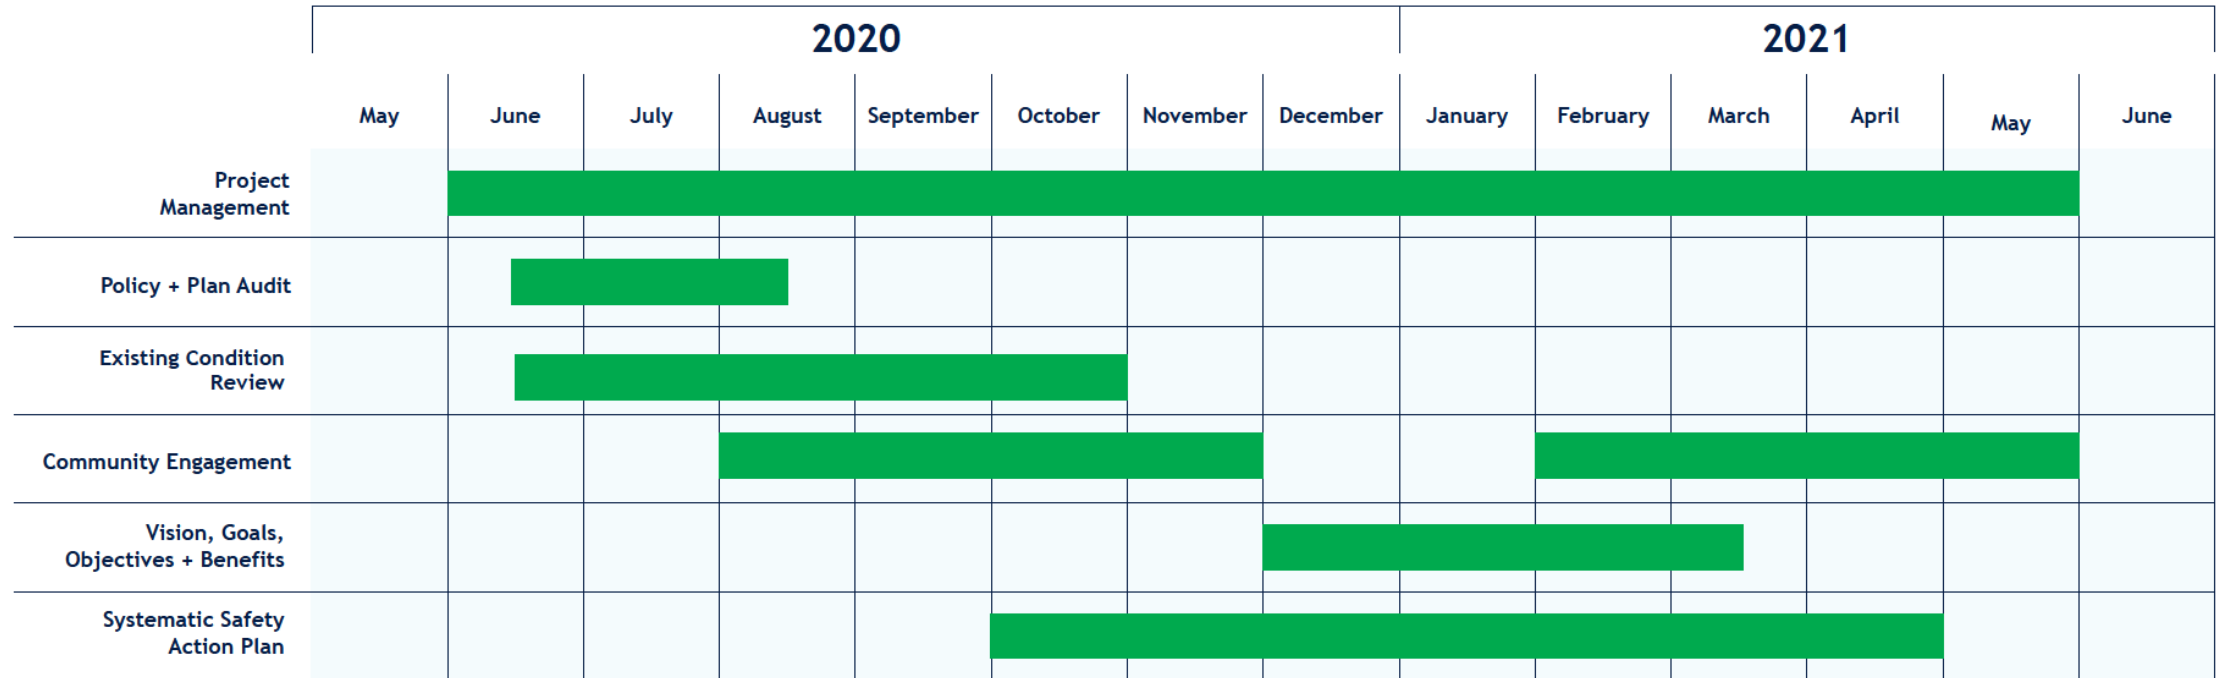 2020
2021
May
June
July
August
September
October
November
December
January
February
March
April
May
June
Project
Management
Policy + Plan Audit
Existing Condition
Review
Community Engagement
Vision, Goals,
Objectives + Benefits
Systematic Safety
Action Plan